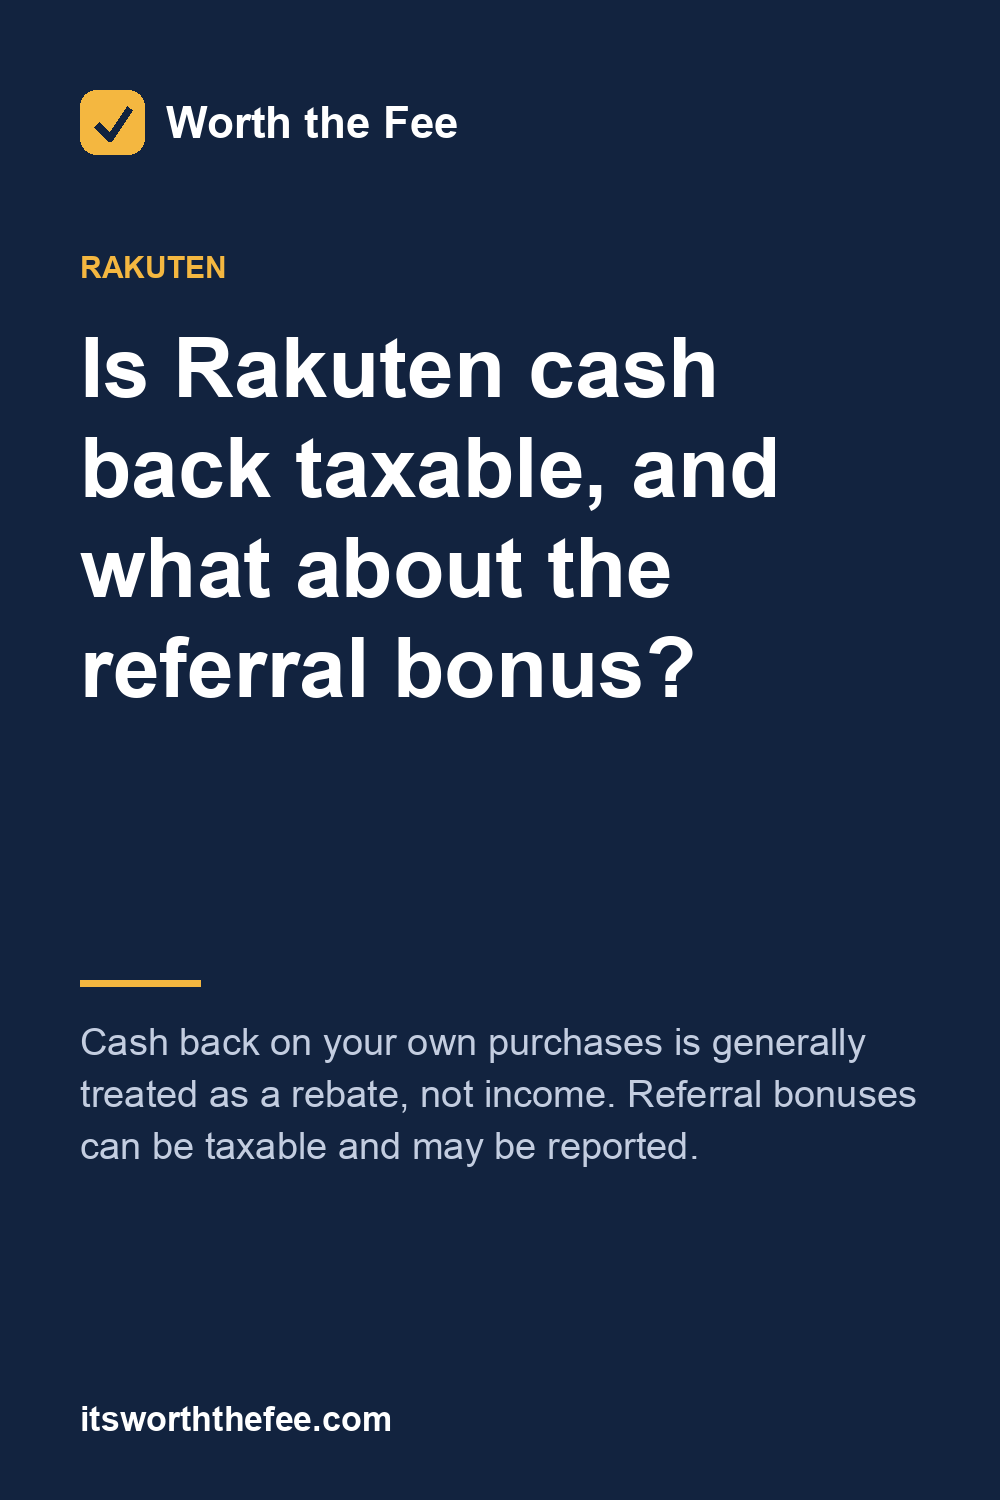 Worth the Fee
RAKUTEN
Is Rakuten cash
back taxable, and
what about the
referral bonus?
Cash back on your own purchases is generally
treated as a rebate, not income. Referral bonuses
can be taxable and may be reported.
itsworththefee.com